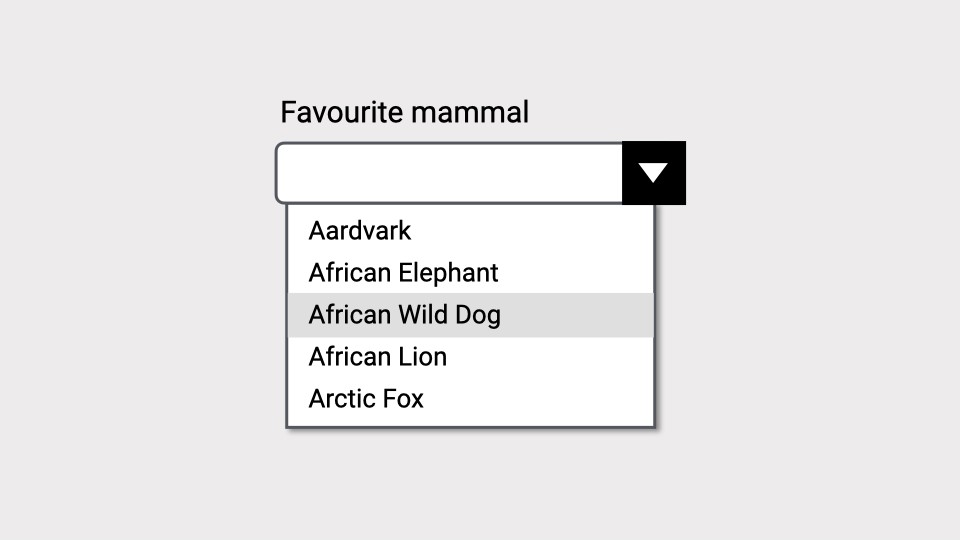 Favourite mammal
Aardvark
African Elephant
African Wild Dog
African Lion
Arctic Fox